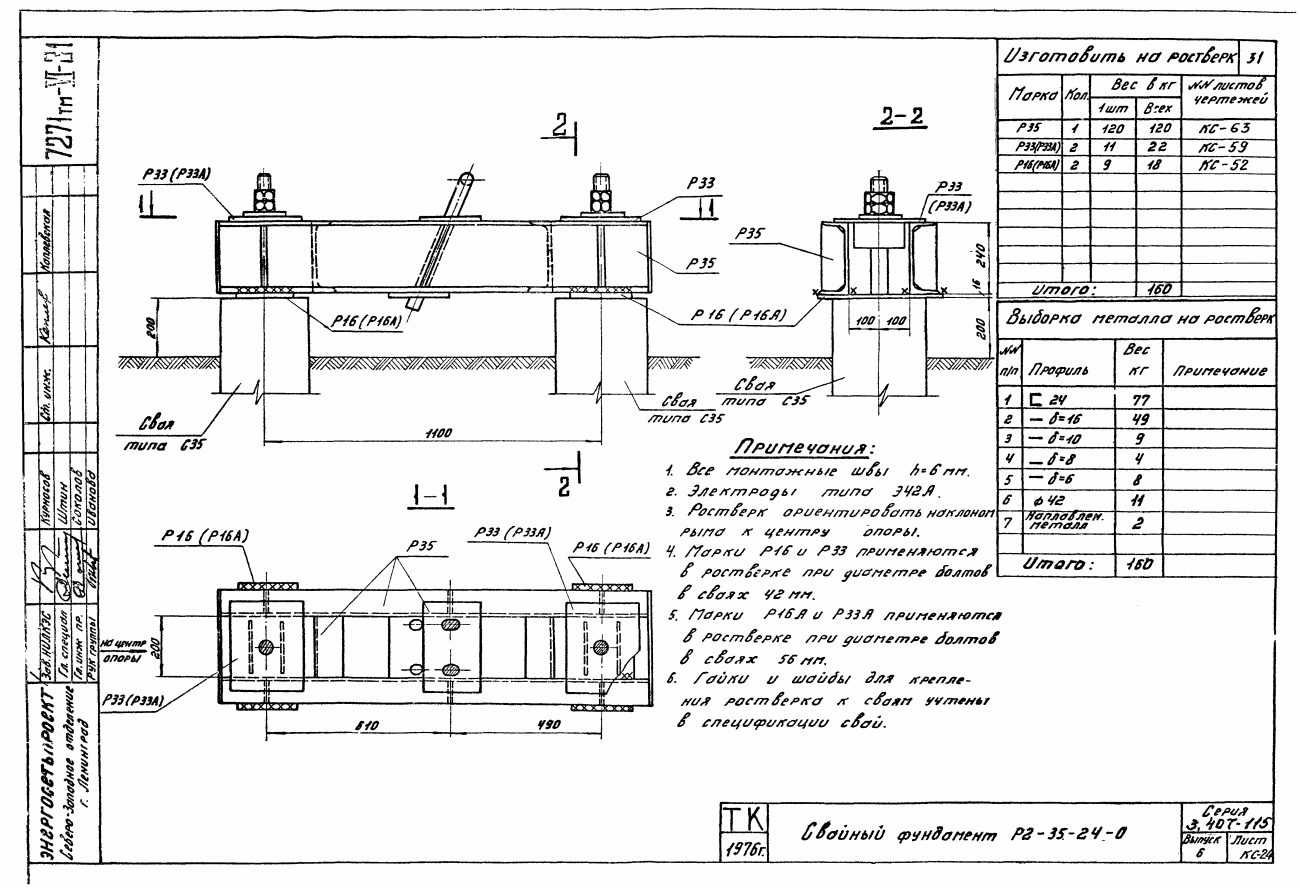 7271тм-VI-31
2
2-2
Р33 (Р33А)
1
Р33
1
Р35
Р16 (Р16А)
Р16 (Р16А)
200
Свая
типа С35
Свая
типа С35
1100
2
Р33
(Р33А)
Р35
240
16
200
100 100
Свая
типа С35
1-1
Р16 (Р16А)
Р35
Р33 (Р33А)
Р16 (Р16А)
на центр
опоры
200
Р33 (Р33А)
610
490
Примечания:
1. Все монтажные швы h=6 мм.
2. Электроды типа Э42А.
3. Ростверк ориентировать наклоном
рыма к центру опоры.
4. Марки Р16 и Р33 применяются
в ростверке при диаметре болтов
в сваях 42 мм.
5. Марки Р16А и Р33А применяются
в ростверке при диаметре болтов
в сваях 56 мм.
6. Гайки и шайбы для крепле-
ния ростверка к сваям учтены
в спецификации свай.
Изготовить на ростверк 31
Марка Кол. Вес в кг NN листов чертежей
1шт Всех
Р35 1 120 120 КС-63
Р33(Р33А) 2 11 22 КС-59
Р16(Р16А) 2 9 18 КС-52
Итого: 160
Выборка металла на ростверк
NN п/п Профиль Вес кг Примечание
1 [ 24 77
2 — δ=16 49
3 — δ=10 9
4 — δ=8 4
5 — δ=6 8
6 ф 42 11
7 Наплавлен. металл 2
Итого: 160
Коплевская
Ст. инж.
Зав. НИЛКЭС Курносов
Гл. специал Штин
Гл. инж пр. Соколов
Рук группы Иванова
ЭНЕРГОСЕТЬПРОЕКТ
Северо-Западное отделение
г. Ленинград
ТК
1976г.
Свайный фундамент Р2-35-24-0
Серия
3.407-115
Выпуск
6
Лист
КС-24